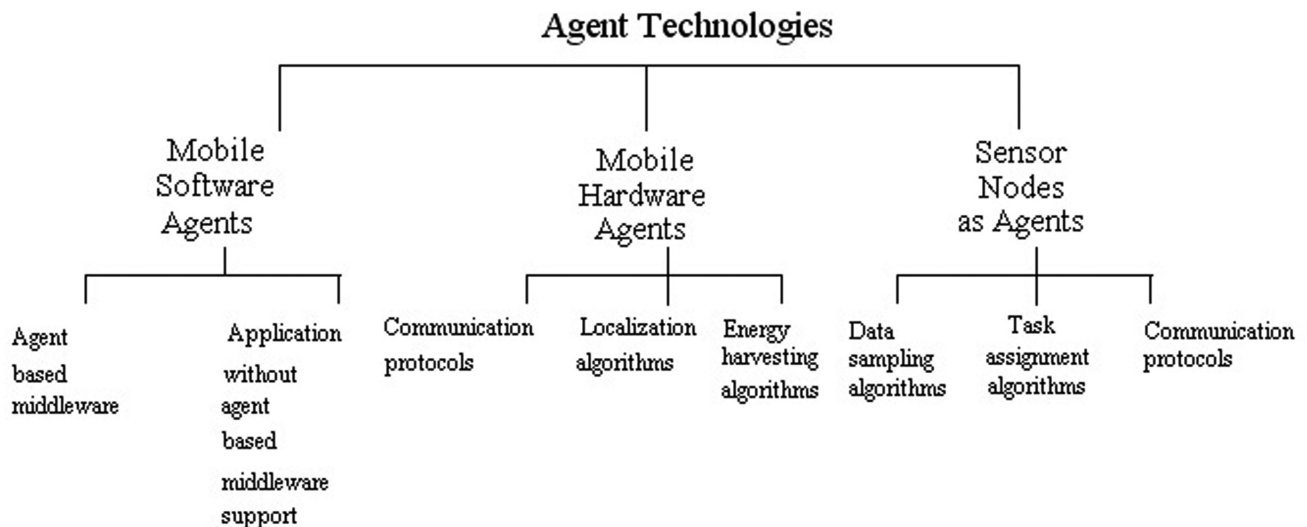 Agent Technologies
Mobile
Software
Agents
Mobile
Hardware
Agents
Sensor
Nodes
as Agents
Agent
based
middleware
Application
without
agent
based
middleware
support
Communication
protocols
Localization
algorithms
Energy
harvesting
algorithms
Data
sampling
algorithms
Task
assignment
algorithms
Communication
protocols